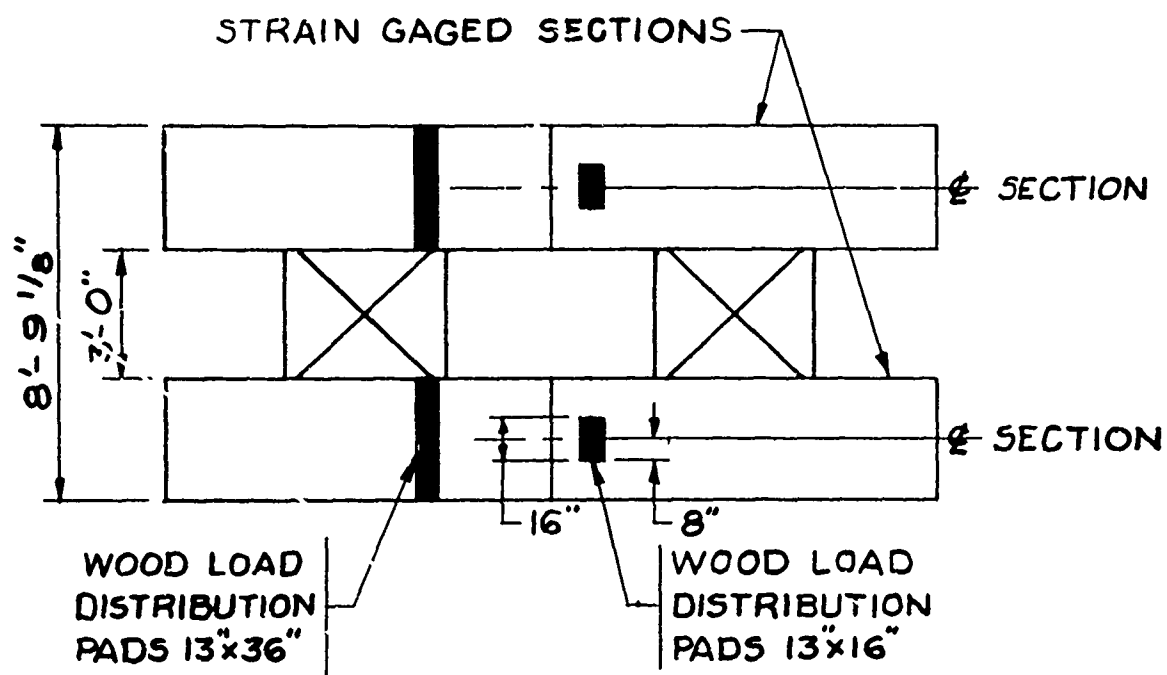 STRAIN GAGED SECTIONS
℄ SECTION
8'-9 1/8"
3'-0"
℄ SECTION
16"
8"
WOOD LOAD
DISTRIBUTION
PADS 13"x36"
WOOD LOAD
DISTRIBUTION
PADS 13"x16"